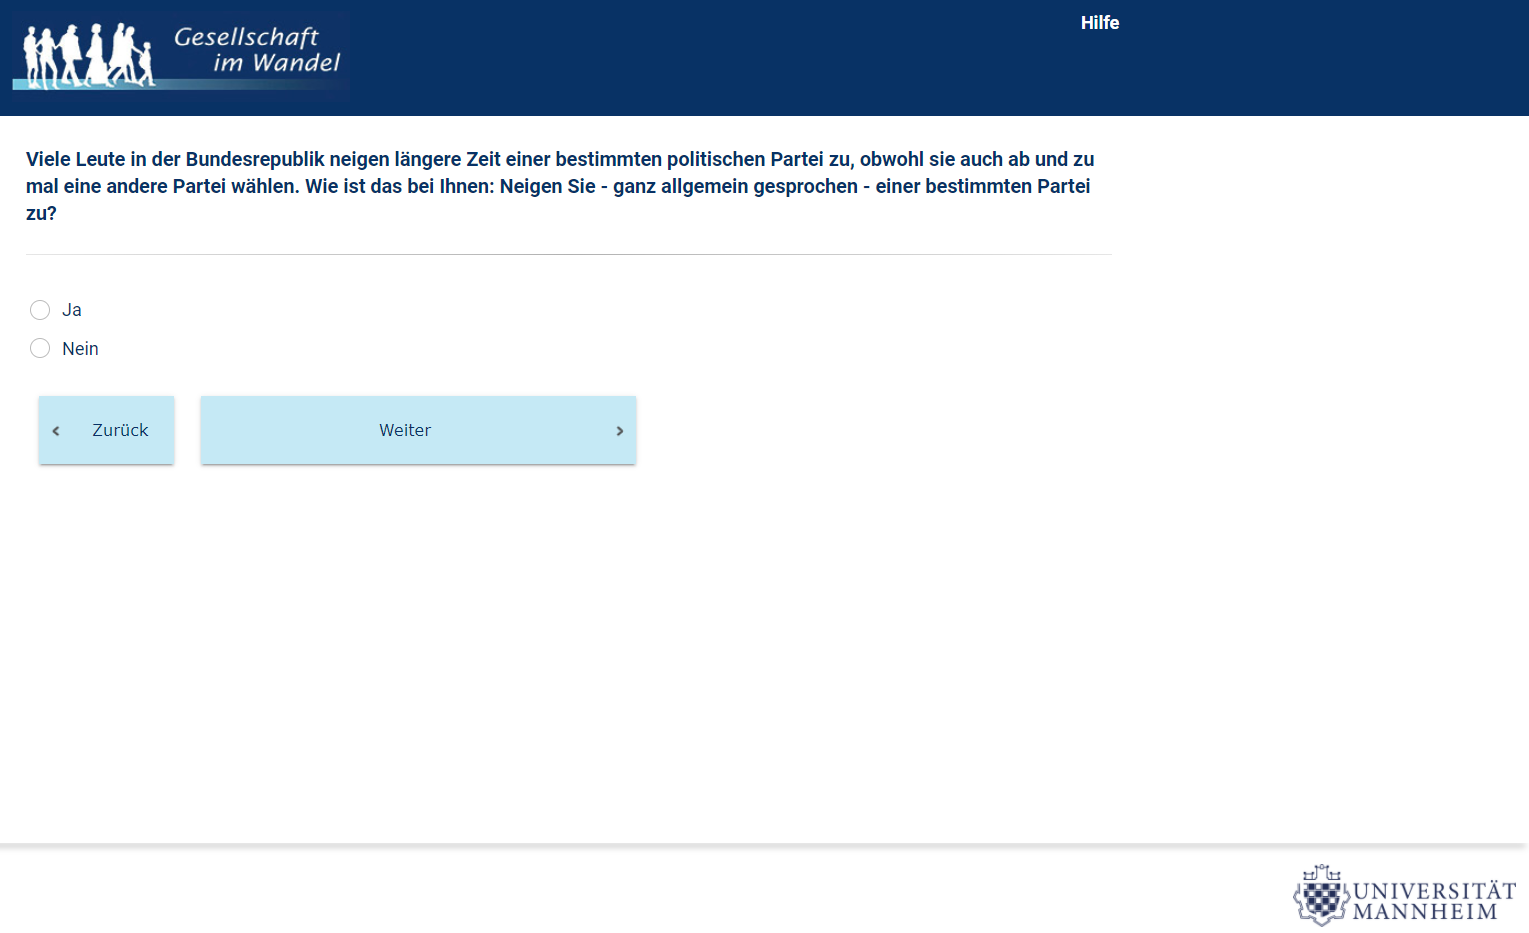 Gesellschaft
im Wandel
Hilfe
Viele Leute in der Bundesrepublik neigen längere Zeit einer bestimmten politischen Partei zu, obwohl sie auch ab und zu
mal eine andere Partei wählen. Wie ist das bei Ihnen: Neigen Sie - ganz allgemein gesprochen - einer bestimmten Partei
zu?
Ja
Nein
Zurück
Weiter
UNIVERSITÄT
MANNHEIM